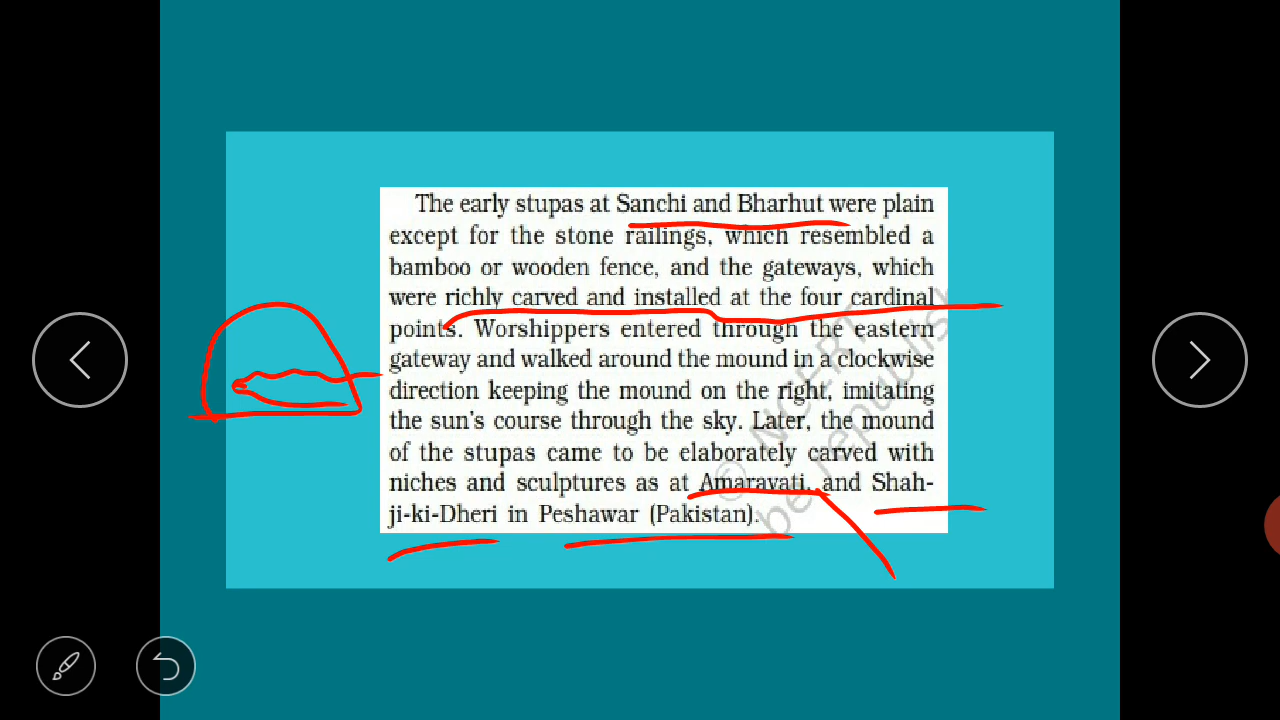 The early stupas at Sanchi and Bharhut were plain
except for the stone railings, which resembled a
bamboo or wooden fence, and the gateways, which
were richly carved and installed at the four cardinal
points. Worshippers entered through the eastern
gateway and walked around the mound in a clockwise
direction keeping the mound on the right, imitating
the sun's course through the sky. Later, the mound
of the stupas came to be elaborately carved with
niches and sculptures as at Amaravati, and Shah-
ji-ki-Dheri in Peshawar (Pakistan).
© NCERT
be republis